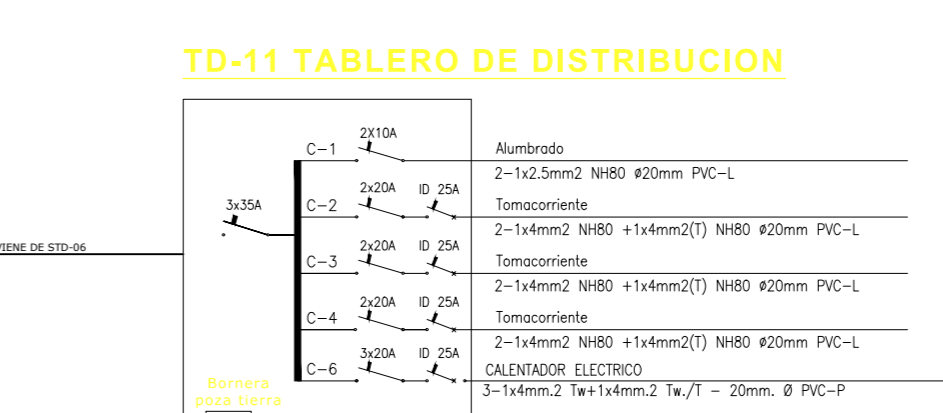 TD-11 TABLERO DE DISTRIBUCION
2X10A
C-1
Alumbrado
2-1x2.5mm2 NH80 ø20mm PVC-L
3x35A
2x20A
ID 25A
C-2
Tomacorriente
2-1x4mm2 NH80 +1x4mm2(T) NH80 ø20mm PVC-L
VIENE DE STD-06
2x20A
ID 25A
C-3
Tomacorriente
2-1x4mm2 NH80 +1x4mm2(T) NH80 ø20mm PVC-L
2x20A
ID 25A
C-4
Tomacorriente
2-1x4mm2 NH80 +1x4mm2(T) NH80 ø20mm PVC-L
3x20A
ID 25A
C-6
CALENTADOR ELECTRICO
3-1x4mm.2 Tw+1x4mm.2 Tw./T - 20mm. Ø PVC-P
Bornera
poza tierra